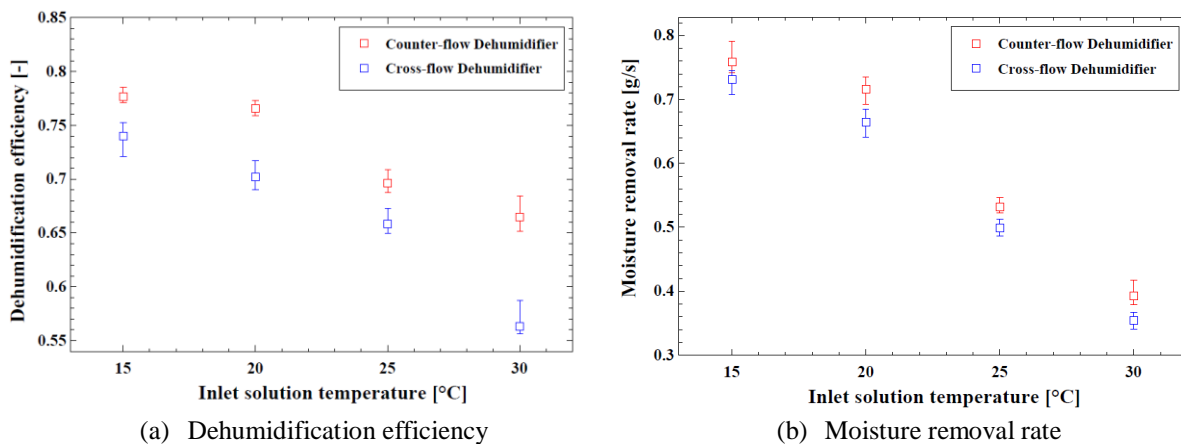 0.85
0.8
0.75
0.7
0.65
0.6
0.55
15 20 25 30
Dehumidification efficiency [-]
Inlet solution temperature [°C]
Counter-flow Dehumidifier
Cross-flow Dehumidifier
(a) Dehumidification efficiency
0.8
0.7
0.6
0.5
0.4
0.3
15 20 25 30
Moisture removal rate [g/s]
Inlet solution temperature [°C]
Counter-flow Dehumidifier
Cross-flow Dehumidifier
(b) Moisture removal rate